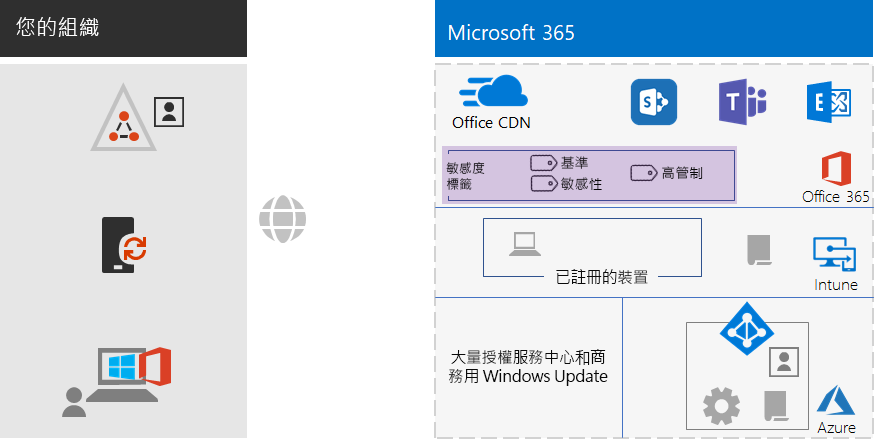 您的組織
Microsoft 365
Office CDN
敏感度
標籤
基準
敏感性
高管制
Office 365
已註冊的裝置
Intune
大量授權服務中心和商
務用 Windows Update
Azure